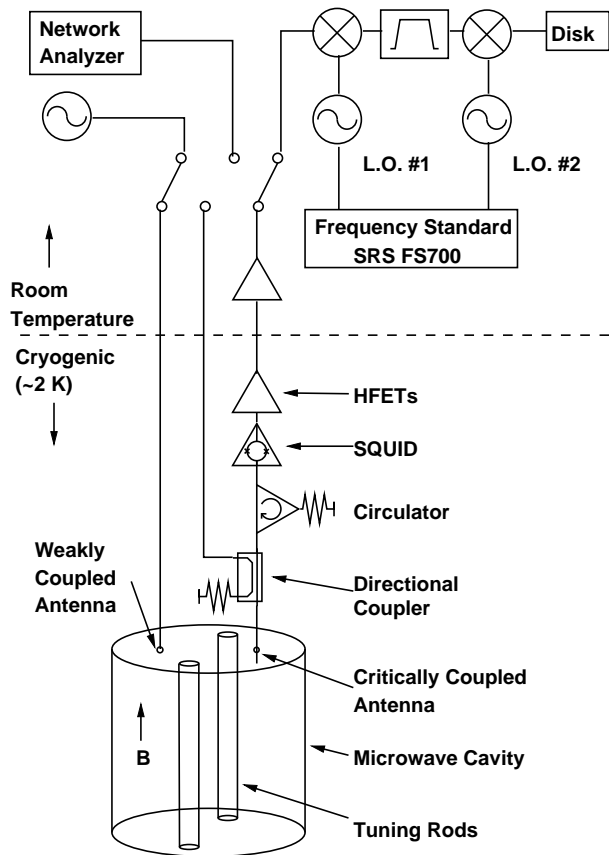 Network
Analyzer
Disk
L.O. #1
L.O. #2
Frequency Standard
SRS FS700
Room
Temperature
Cryogenic
(~2 K)
HFETs
SQUID
Circulator
Weakly
Coupled
Antenna
Directional
Coupler
Critically Coupled
Antenna
B
Microwave Cavity
Tuning Rods